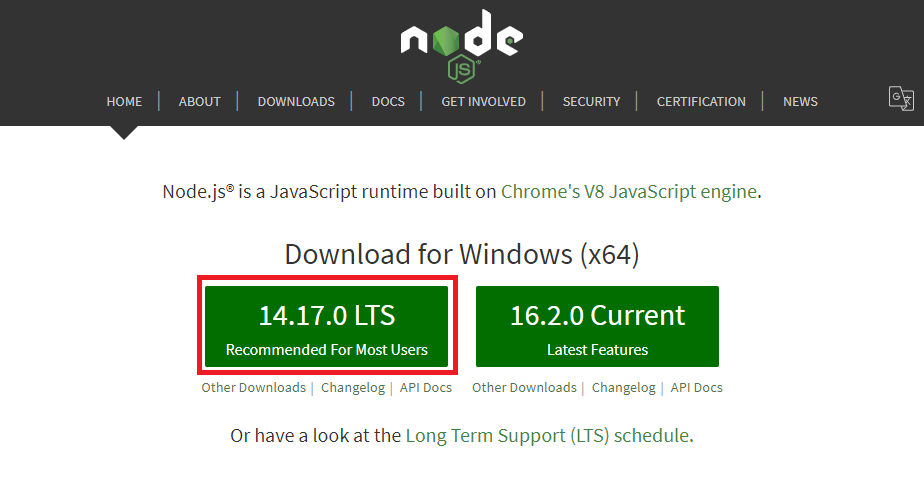 node
JS
HOME | ABOUT | DOWNLOADS | DOCS | GET INVOLVED | SECURITY | CERTIFICATION | NEWS
Node.js® is a JavaScript runtime built on Chrome's V8 JavaScript engine.
Download for Windows (x64)
14.17.0 LTS
Recommended For Most Users
16.2.0 Current
Latest Features
Other Downloads | Changelog | API Docs
Other Downloads | Changelog | API Docs
Or have a look at the Long Term Support (LTS) schedule.